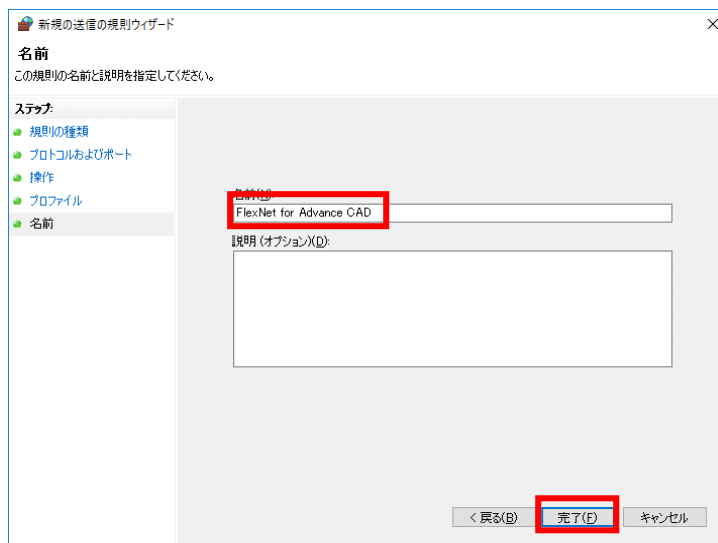 新規の送信の規則ウィザード
名前
この規則の名前と説明を指定してください。
ステップ:
規則の種類
プロトコルおよびポート
操作
プロファイル
名前
名前(N):
FlexNet for Advance CAD
説明 (オプション)(D):
< 戻る(B)
完了(F)
キャンセル